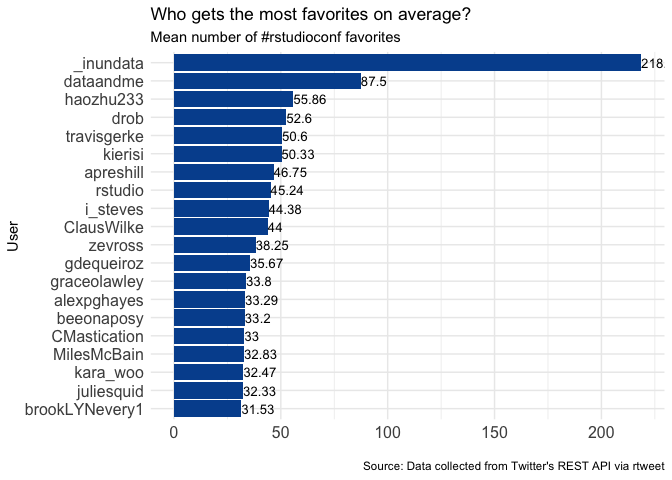 Who gets the most favorites on average?
Mean number of #rstudioconf favorites
User
_inundata 218.
dataandme 87.5
haozhu233 55.86
drob 52.6
travisgerke 50.6
kierisi 50.33
apreshill 46.75
rstudio 45.24
i_steves 44.38
ClausWilke 44
zevross 38.25
gdequeiroz 35.67
graceolawley 33.8
alexpghayes 33.29
beeonaposy 33.2
CMastication 33
MilesMcBain 32.83
kara_woo 32.47
juliesquid 32.33
brookLYNevery1 31.53
0 50 100 150 200
Source: Data collected from Twitter's REST API via rtweet